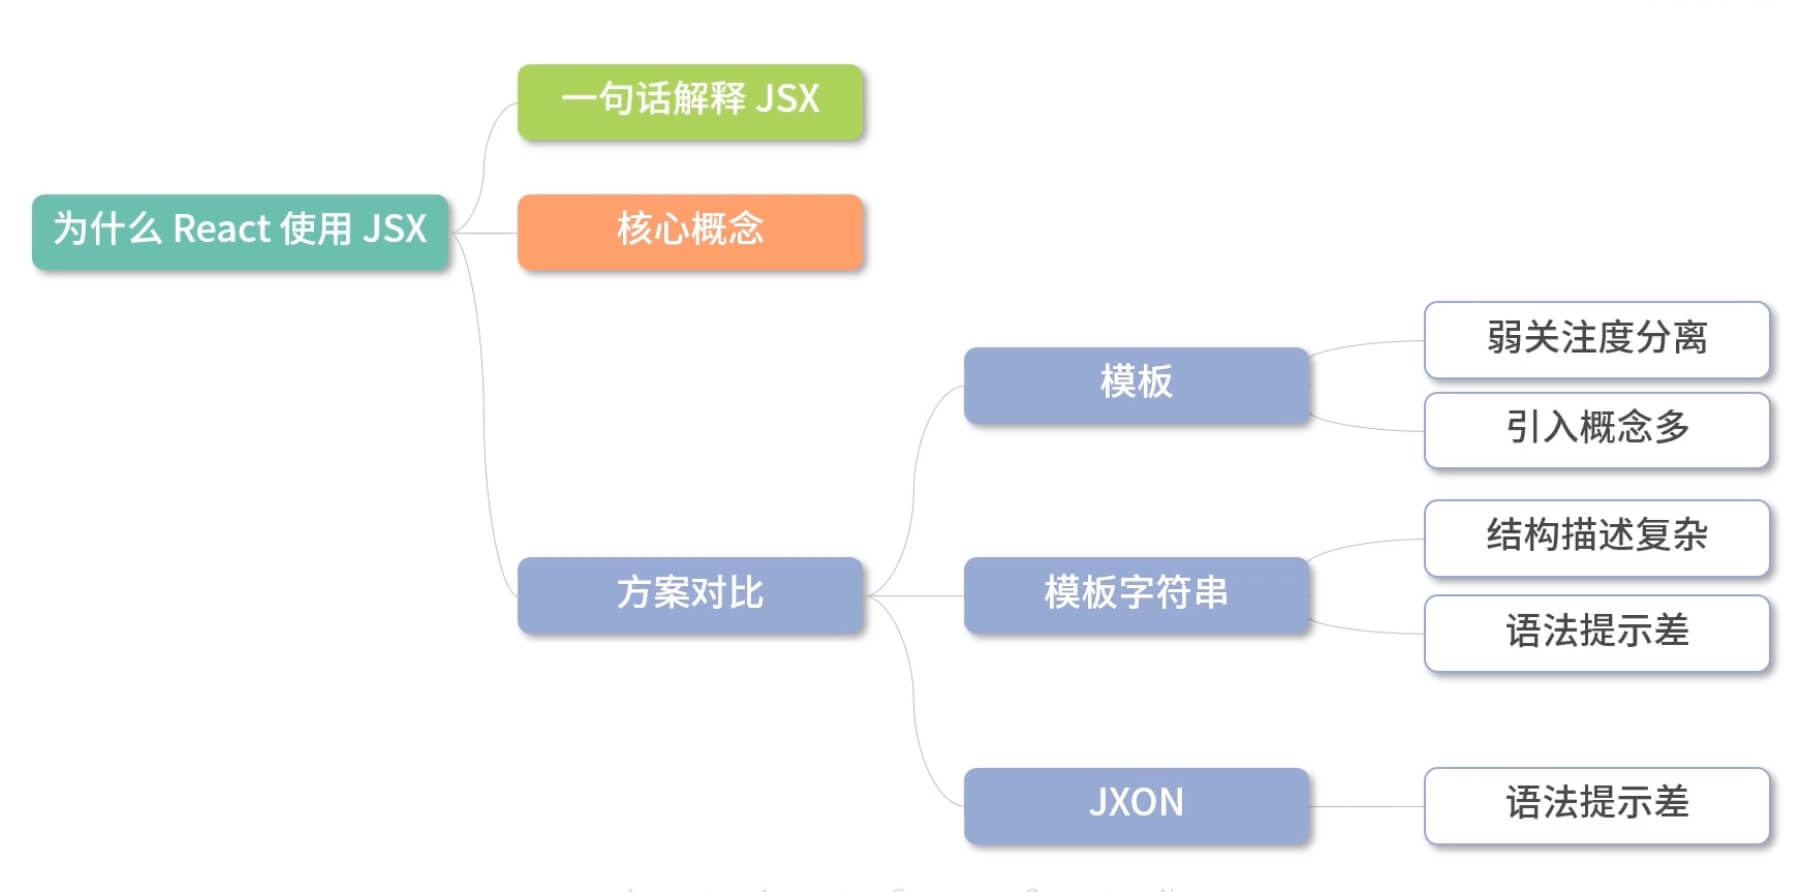 一句话解释 JSX
为什么 React 使用 JSX
核心概念
方案对比
模板
弱关注度分离
引入概念多
模板字符串
结构描述复杂
语法提示差
JXON
语法提示差